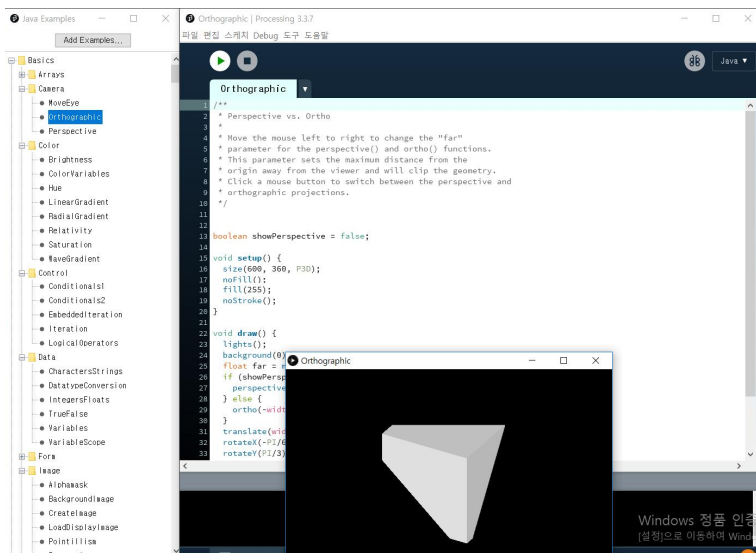 Java Examples
Add Examples...
Basics
Arrays
Camera
MoveEye
Orthographic
Perspective
Color
Brightness
ColorVariables
Hue
LinearGradient
RadialGradient
Relativity
Saturation
WaveGradient
Control
Conditionals1
Conditionals2
EmbeddedIteration
Iteration
LogicalOperators
Data
CharactersStrings
DatatypeConversion
IntegersFloats
TrueFalse
Variables
VariableScope
Form
Image
Alphamask
BackgroundImage
CreateImage
LoadDisplayImage
Pointillism
Orthographic | Processing 3.3.7
파일 편집 스케치 Debug 도구 도움말
Java ▼
Orthographic ▼
1 /**
2 * Perspective vs. Ortho
3 *
4 * Move the mouse left to right to change the "far"
5 * parameter for the perspective() and ortho() functions.
6 * This parameter sets the maximum distance from the
7 * origin away from the viewer and will clip the geometry.
8 * Click a mouse button to switch between the perspective and
9 * orthographic projections.
10 */
11
12
13 boolean showPerspective = false;
14
15 void setup() {
16 size(600, 360, P3D);
17 noFill();
18 fill(255);
19 noStroke();
20 }
21
22 void draw() {
23 lights();
24 background(0)
25 float far =
26 if (showPersp
27 perspective
28 } else {
29 ortho(-widt
30 }
31 translate(wid
32 rotateX(-PI/6
33 rotateY(PI/3)
Orthographic
Windows 정품 인증
[설정]으로 이동하여 Wind